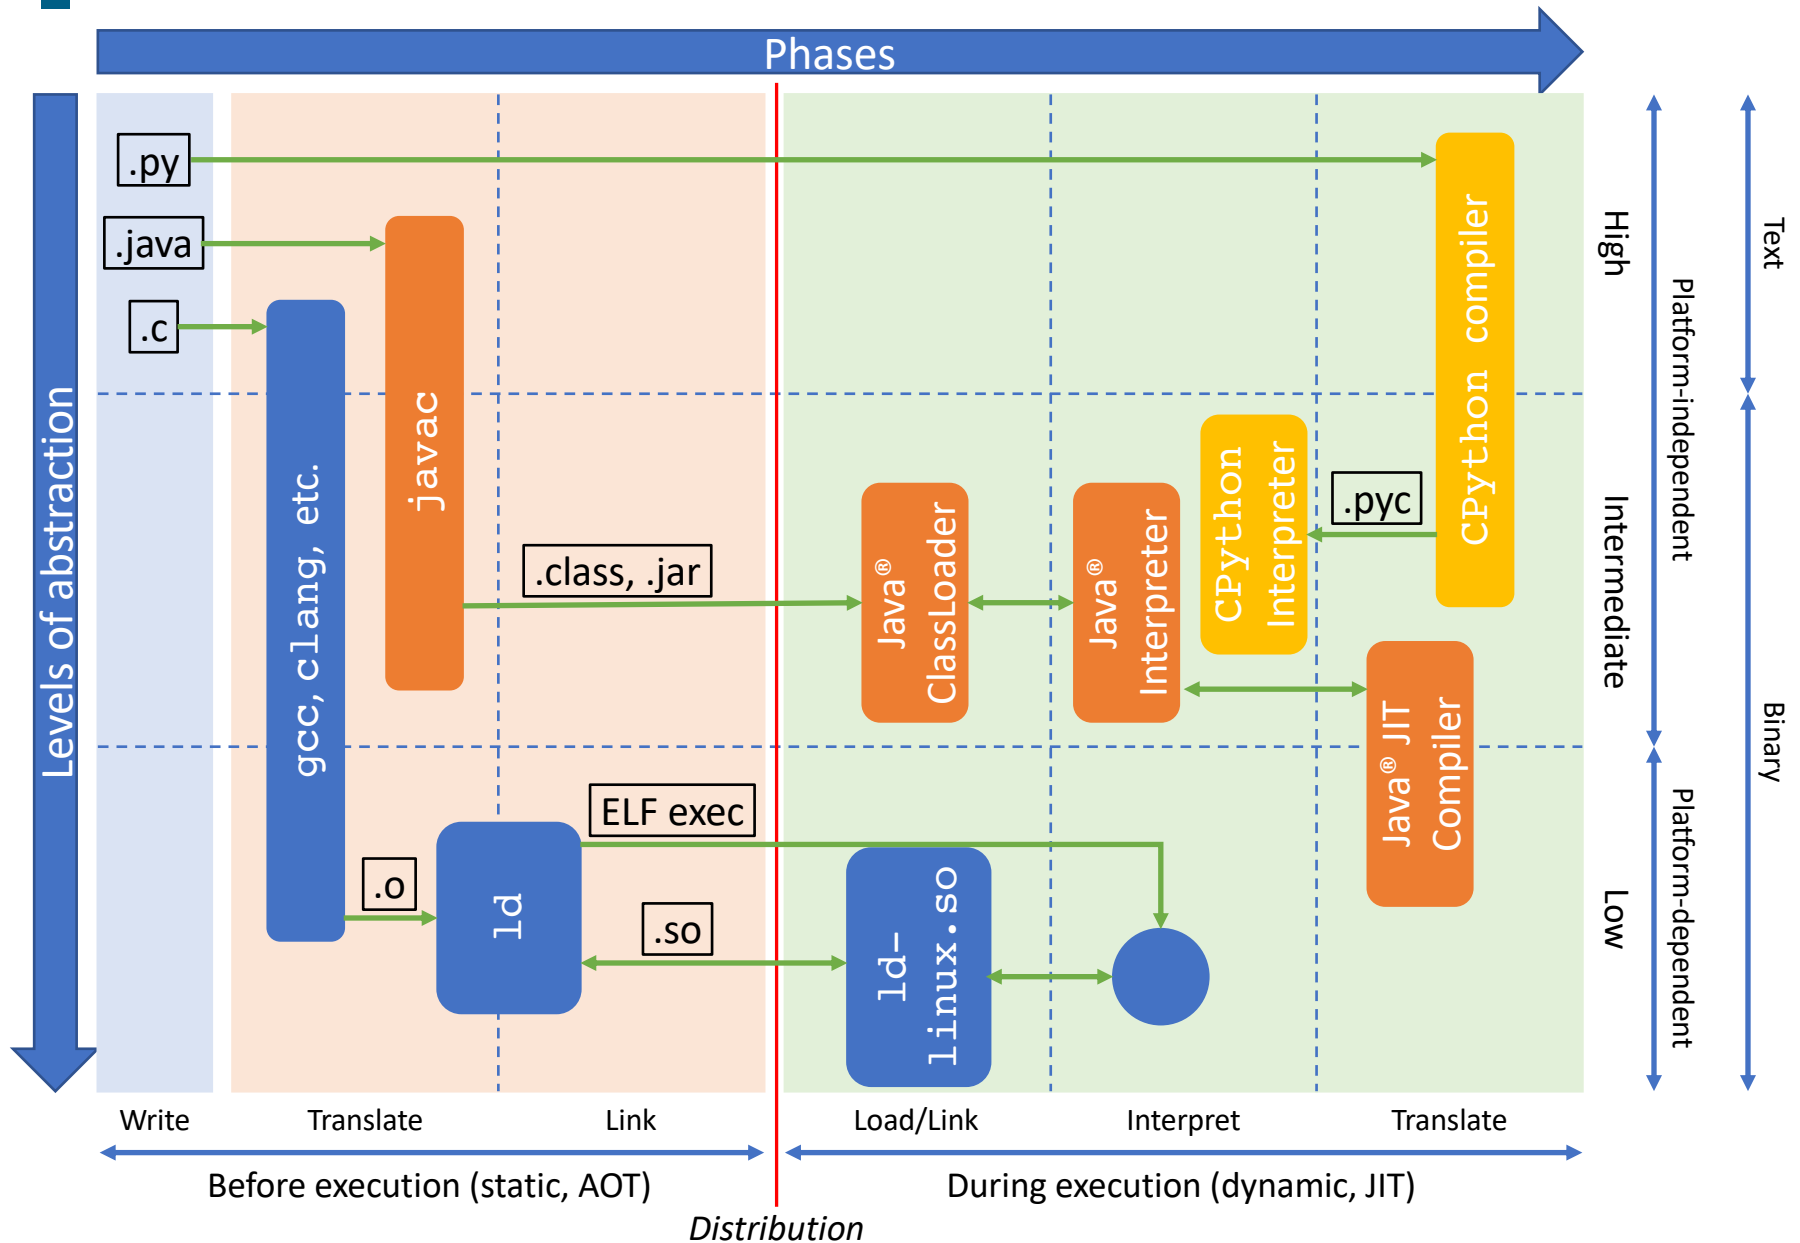 Phases
Levels of abstraction
.py
.java
.c
gcc, clang, etc.
javac
.class, .jar
.o
ld
ELF exec
.so
Java® ClassLoader
ld-
linux.so
Java®
Interpreter
CPython
Interpreter
.pyc
CPython compiler
Java® JIT
Compiler
High
Intermediate
Low
Platform-independent
Platform-dependent
Text
Binary
Write
Translate
Link
Load/Link
Interpret
Translate
Before execution (static, AOT)
During execution (dynamic, JIT)
Distribution